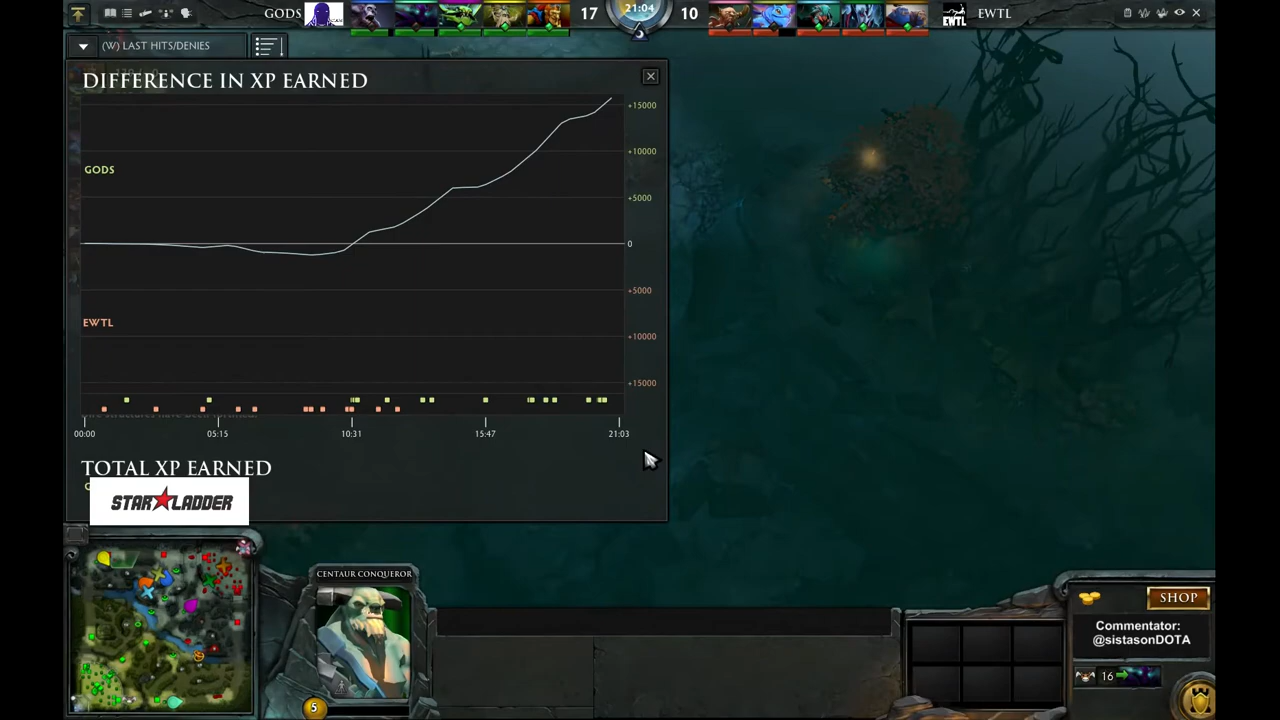 GODS
17
21:04
10
EWTL
EWTL
(W) LAST HITS/DENIES
DIFFERENCE IN XP EARNED
+15000
+10000
GODS
+5000
0
+5000
EWTL
+10000
+15000
00:00
05:15
10:31
15:47
21:03
TOTAL XP EARNED
STAR LADDER
CENTAUR CONQUEROR
5
SHOP
Commentator:
@sistasonDOTA
16